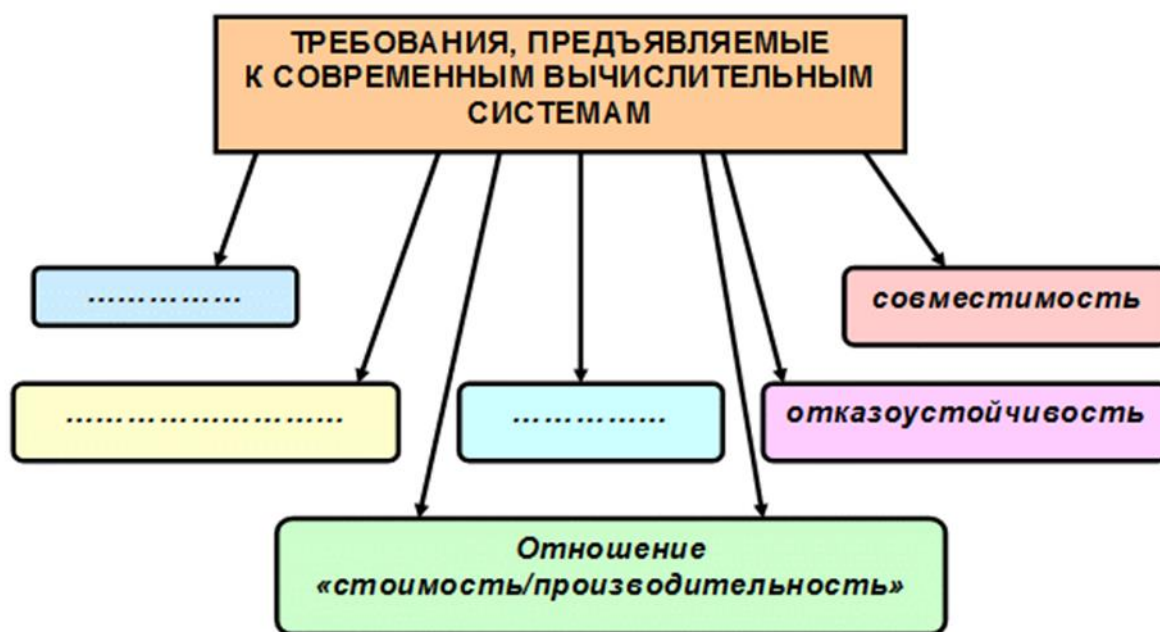 ТРЕБОВАНИЯ, ПРЕДЪЯВЛЯЕМЫЕ
К СОВРЕМЕННЫМ ВЫЧИСЛИТЕЛЬНЫМ
СИСТЕМАМ
……………
совместимость
………………………
……………
отказоустойчивость
Отношение
«стоимость/производительность»